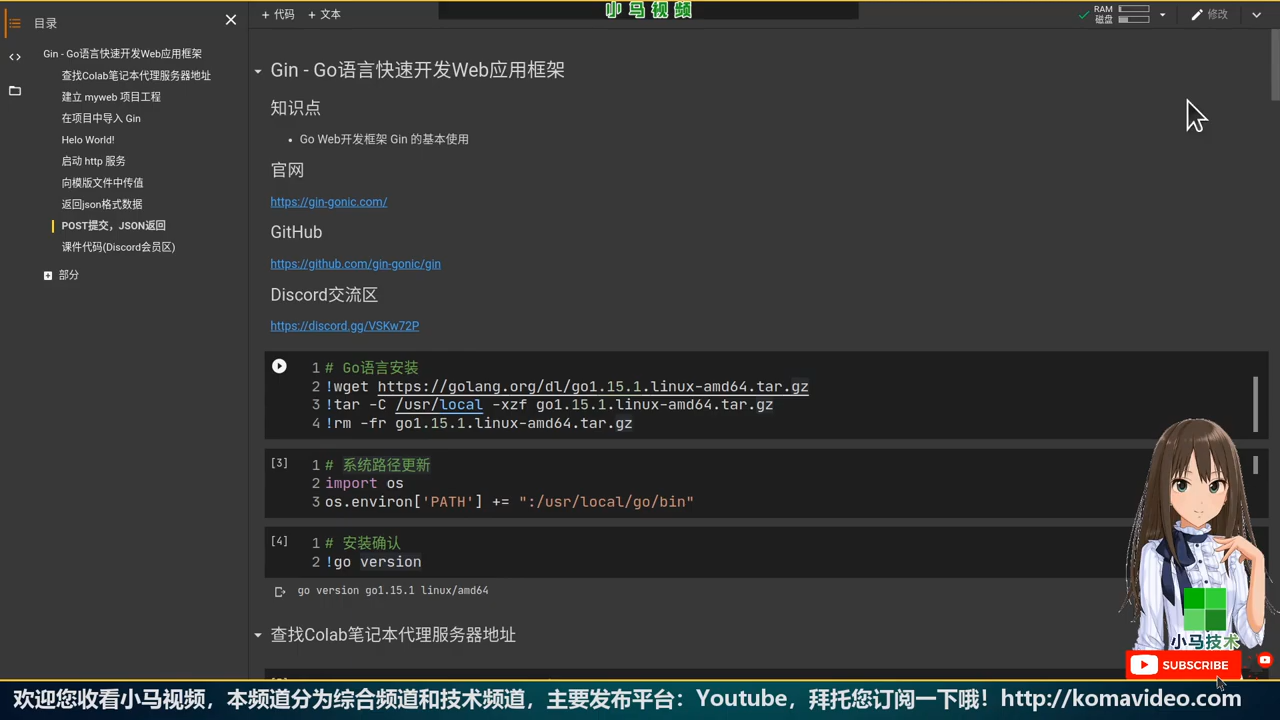 目录
Gin - Go语言快速开发Web应用框架
查找Colab笔记本代理服务器地址
建立 myweb 项目工程
在项目中导入 Gin
Helo World!
启动 http 服务
向模版文件中传值
返回json格式数据
POST提交，JSON返回
课件代码(Discord会员区)
部分
+ 代码 + 文本
小马视频
RAM
磁盘
修改
Gin - Go语言快速开发Web应用框架
知识点
• Go Web开发框架 Gin 的基本使用
官网
https://gin-gonic.com/
GitHub
https://github.com/gin-gonic/gin
Discord交流区
https://discord.gg/VSKw72P
1 # Go语言安装
2 !wget https://golang.org/dl/go1.15.1.linux-amd64.tar.gz
3 !tar -C /usr/local -xzf go1.15.1.linux-amd64.tar.gz
4 !rm -fr go1.15.1.linux-amd64.tar.gz
[3] 1 # 系统路径更新
2 import os
3 os.environ['PATH'] += ":/usr/local/go/bin"
[4] 1 # 安装确认
2 !go version
go version go1.15.1 linux/amd64
查找Colab笔记本代理服务器地址
小马技术
SUBSCRIBE
欢迎您收看小马视频，本频道分为综合频道和技术频道，主要发布平台：Youtube，拜托您订阅一下哦！http://komavideo.com